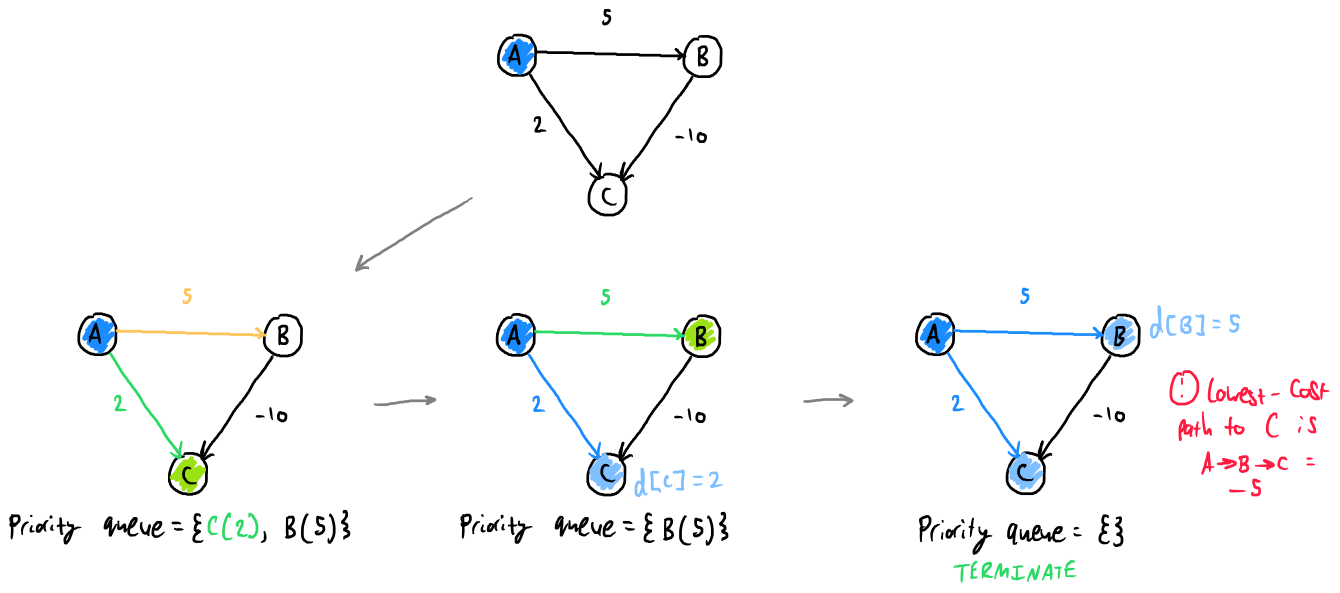 5
A
B
2
-10
C
5
A
B
2
-10
C
Priority queue = {C(2), B(5)}
5
A
B
2
-10
C
d[C] = 2
Priority queue = {B(5)}
5
A
B
d[B] = 5
2
-10
C
! Lowest-cost
path to C is
A→B→C =
-5
Priority queue = {}
TERMINATE